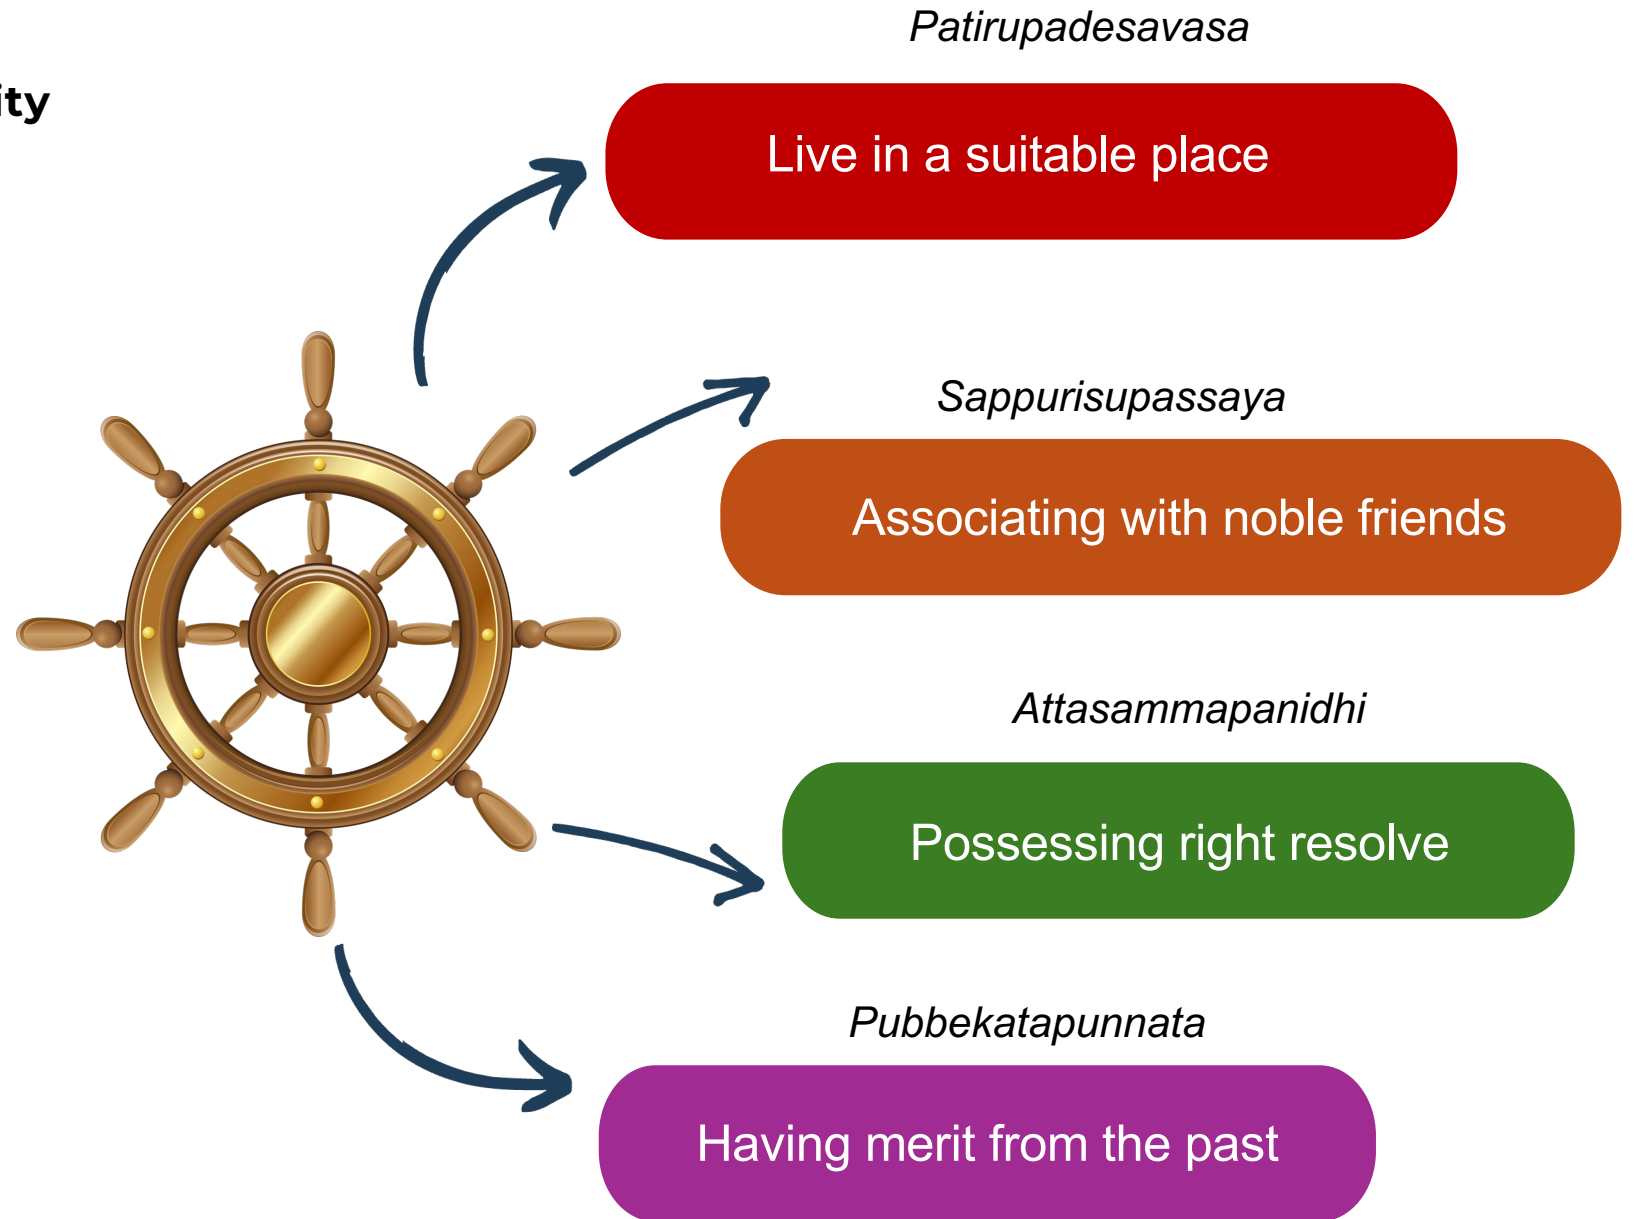 Patirupadesavasa
ity
Live in a suitable place
Sappurisupassaya
Associating with noble friends
Attasammapanidhi
Possessing right resolve
Pubbekatapunnata
Having merit from the past